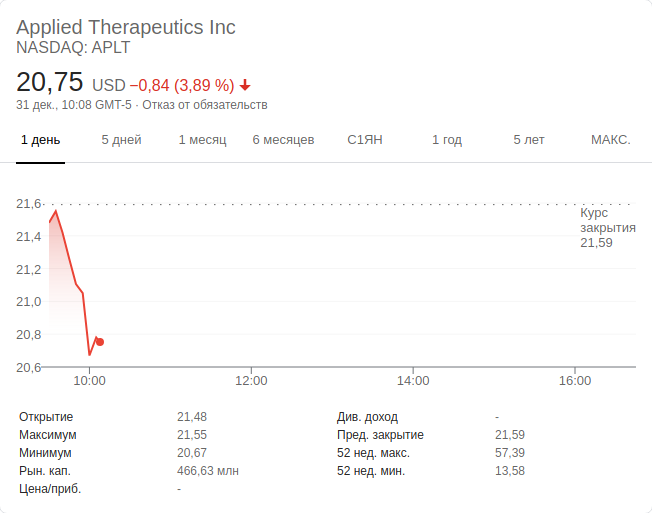 Applied Therapeutics Inc
NASDAQ: APLT
20,75 USD −0,84 (3,89 %)
31 дек., 10:08 GMT-5 · Отказ от обязательств
1 день 5 дней 1 месяц 6 месяцев С1ЯН 1 год 5 лет МАКС.
21,6
21,4
21,2
21,0
20,8
20,6
Курс
закрытия
21,59
10:00 12:00 14:00 16:00
Открытие 21,48
Максимум 21,55
Минимум 20,67
Рын. кап. 466,63 млн
Цена/приб. -
Див. доход -
Пред. закрытие 21,59
52 нед. макс. 57,39
52 нед. мин. 13,58